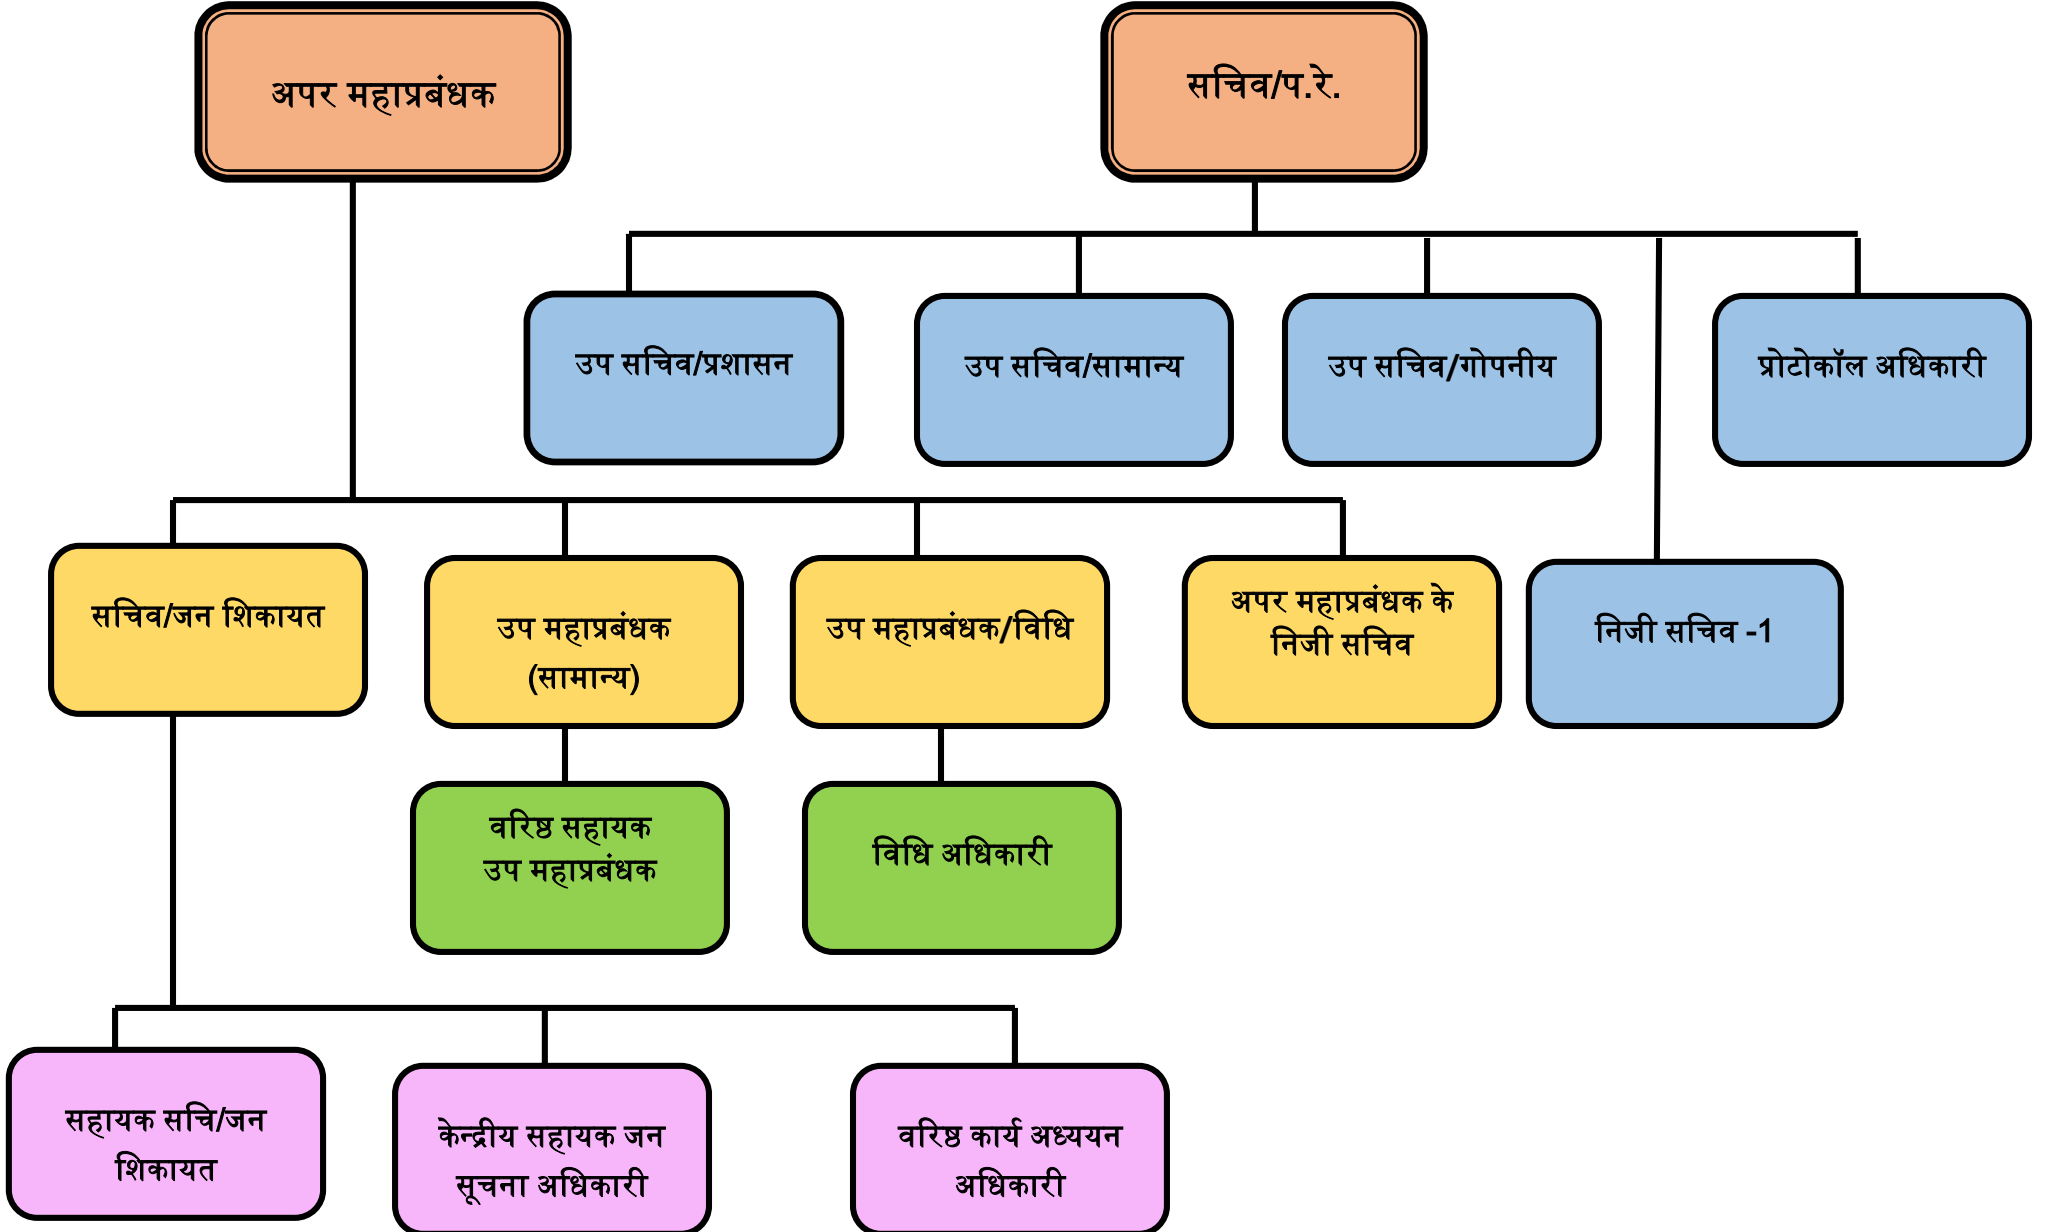 अपर महाप्रबंधक
सचिव/प.रे.
उप सचिव/प्रशासन
उप सचिव/सामान्य
उप सचिव/गोपनीय
प्रोटोकॉल अधिकारी
सचिव/जन शिकायत
उप महाप्रबंधक
(सामान्य)
उप महाप्रबंधक/विधि
अपर महाप्रबंधक के
निजी सचिव
निजी सचिव -1
वरिष्ठ सहायक
उप महाप्रबंधक
विधि अधिकारी
सहायक सचि/जन
शिकायत
केन्द्रीय सहायक जन
सूचना अधिकारी
वरिष्ठ कार्य अध्ययन
अधिकारी